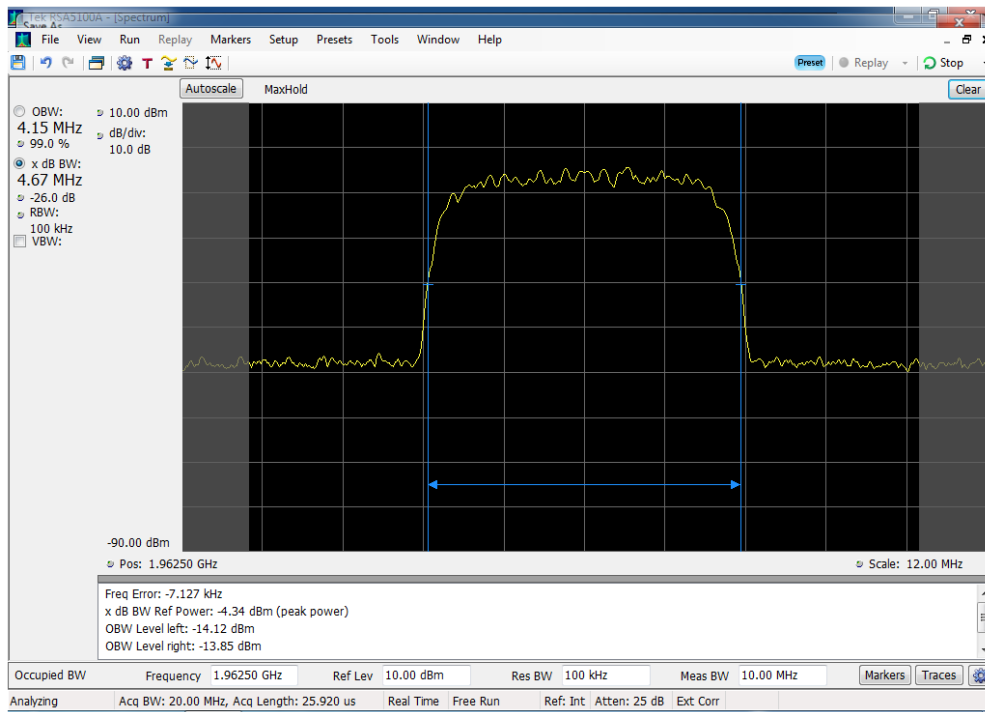 Tek RSA5100A - [Spectrum]
Save As
File View Run Replay Markers Setup Presets Tools Window Help
T Preset Replay Stop
Autoscale MaxHold Clear
OBW:
4.15 MHz
99.0 %
x dB BW:
4.67 MHz
-26.0 dB
RBW:
100 kHz
VBW:
10.00 dBm
dB/div:
10.0 dB
-90.00 dBm
Pos: 1.96250 GHz Scale: 12.00 MHz
Freq Error: -7.127 kHz
x dB BW Ref Power: -4.34 dBm (peak power)
OBW Level left: -14.12 dBm
OBW Level right: -13.85 dBm
Occupied BW Frequency 1.96250 GHz Ref Lev 10.00 dBm Res BW 100 kHz Meas BW 10.00 MHz Markers Traces
Analyzing Acq BW: 20.00 MHz, Acq Length: 25.920 us Real Time Free Run Ref: Int Atten: 25 dB Ext Corr